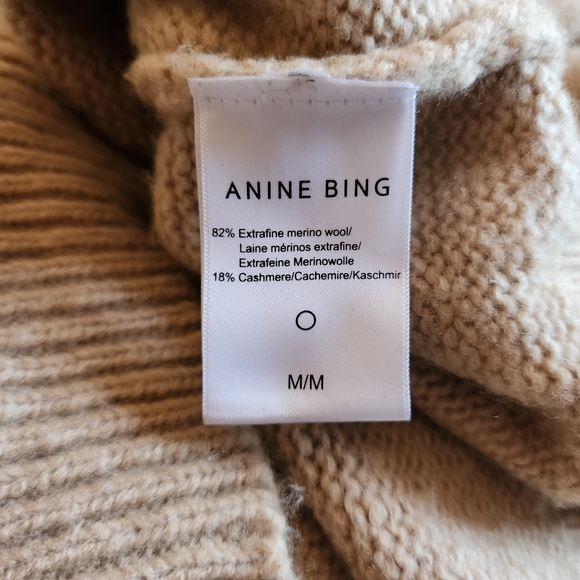 ANINE BING
82% Extrafine merino wool/
Laine mérinos extrafine/
Extrafeine Merinowolle
18% Cashmere/Cachemire/Kaschmir
M/M